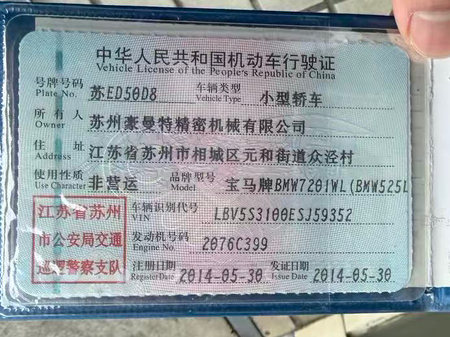 中华人民共和国机动车行驶证
Vehicle License of the People's Republic of China
号牌号码 苏ED50D8 车辆类型 小型轿车
Plate No. Vehicle Type
所有人 苏州豪曼特精密机械有限公司
Owner
住址 江苏省苏州市相城区元和街道众泾村
Address
使用性质 非营运 品牌型号 宝马牌BMW7201WL(BMW525L
Use Character Model
江苏省苏州
市公安局交通
巡逻警察支队
车辆识别代号 LBV5S3100ESJ59352
VIN
发动机号码 2076C399
Engine No.
注册日期 2014-05-30 发证日期 2014-05-30
Register Date Issue Date